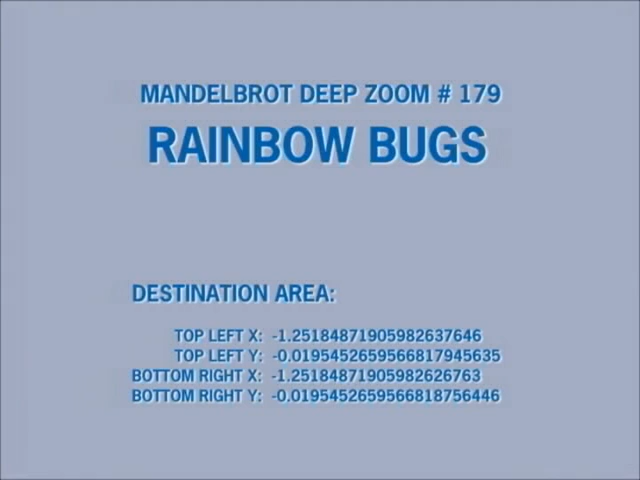 MANDELBROT DEEP ZOOM # 179
RAINBOW BUGS
DESTINATION AREA:
TOP LEFT X: -1.25184871905982637646
TOP LEFT Y: -0.0195452659566817945635
BOTTOM RIGHT X: -1.25184871905982626763
BOTTOM RIGHT Y: -0.0195452659566818756446